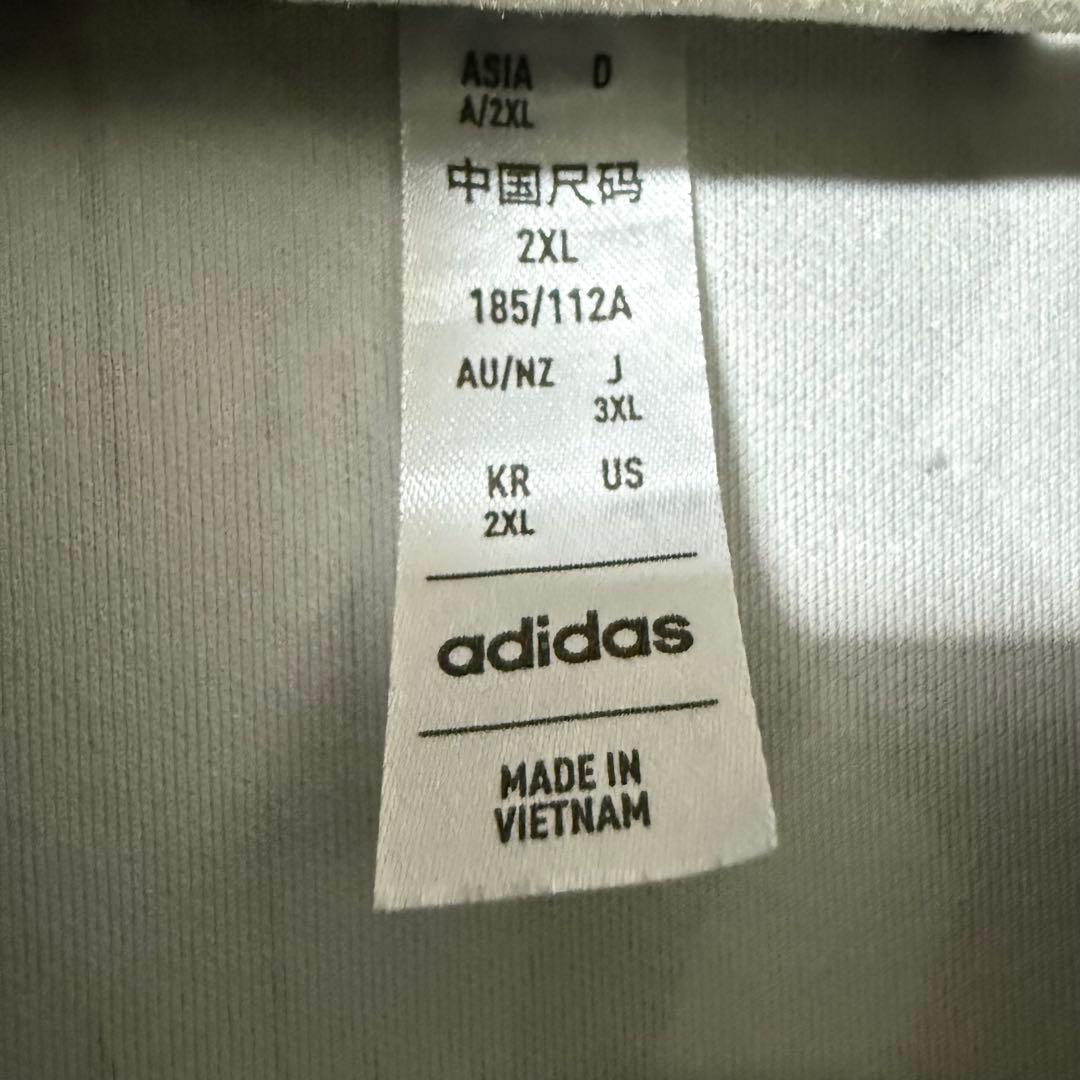 ASIA D
A/2XL
中国尺码
2XL
185/112A
AU/NZ J
3XL
KR US
2XL
adidas
MADE IN
VIETNAM